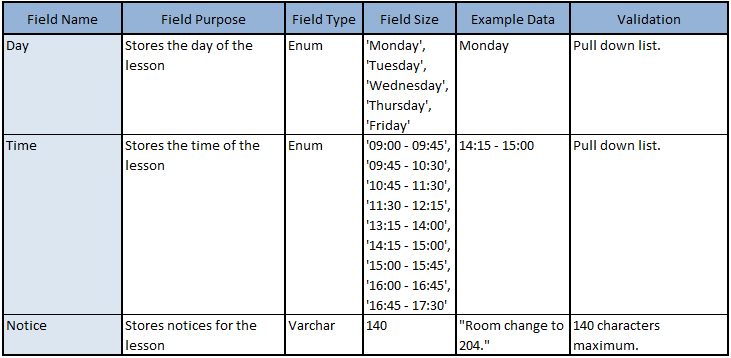 Field Name Field Purpose Field Type Field Size Example Data Validation
Day Stores the day of the Enum 'Monday', Monday Pull down list.
lesson 'Tuesday',
'Wednesday',
'Thursday',
'Friday'
Time Stores the time of the Enum '09:00 - 09:45', 14:15 - 15:00 Pull down list.
lesson '09:45 - 10:30',
'10:45 - 11:30',
'11:30 - 12:15',
'13:15 - 14:00',
'14:15 - 15:00',
'15:00 - 15:45',
'16:00 - 16:45',
'16:45 - 17:30'
Notice Stores notices for the Varchar 140 "Room change to 140 characters
lesson 204." maximum.